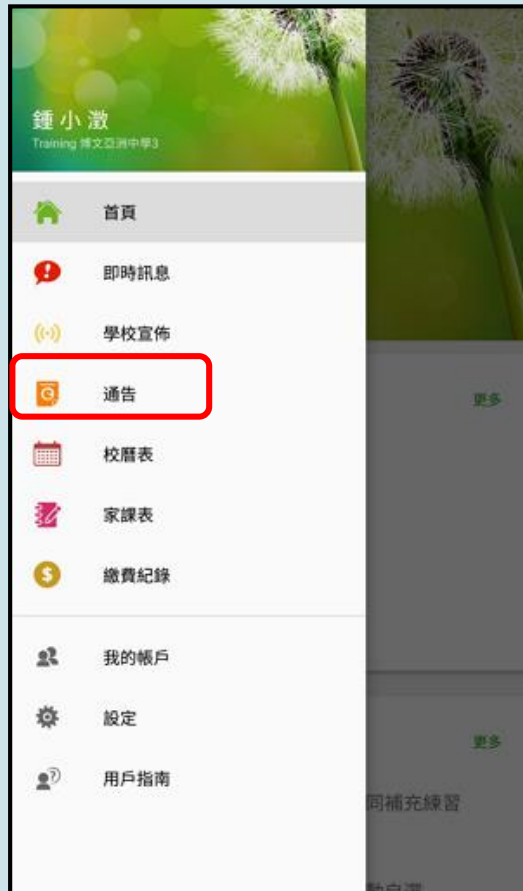 鍾小澂
Training 博文亞洲中學3
首頁
即時訊息
學校宣佈
通告
更多
校曆表
家課表
繳費紀錄
我的帳戶
設定
更多
用戶指南
同補充練習